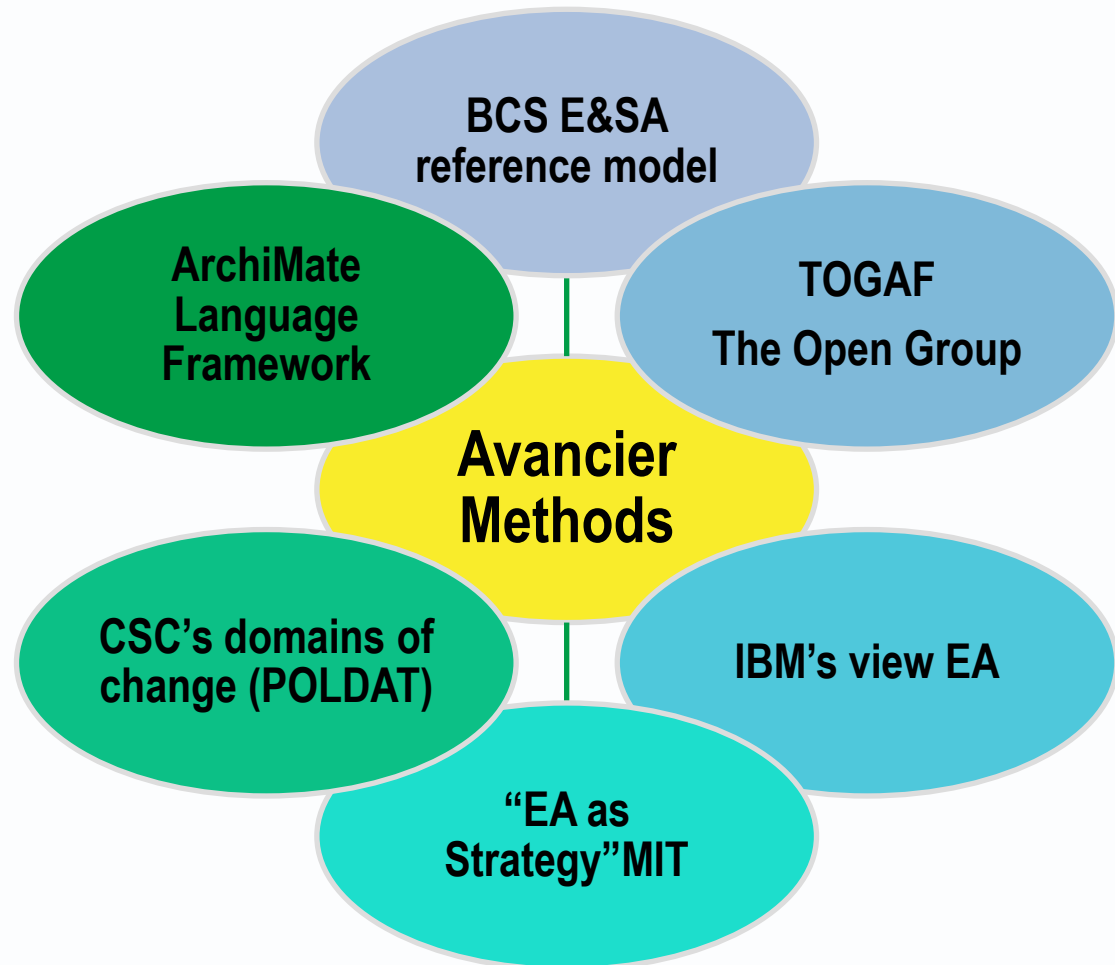 BCS E&SA
reference model
ArchiMate
Language
Framework
TOGAF
The Open Group
Avancier
Methods
CSC’s domains of
change (POLDAT)
IBM’s view EA
“EA as
Strategy”MIT